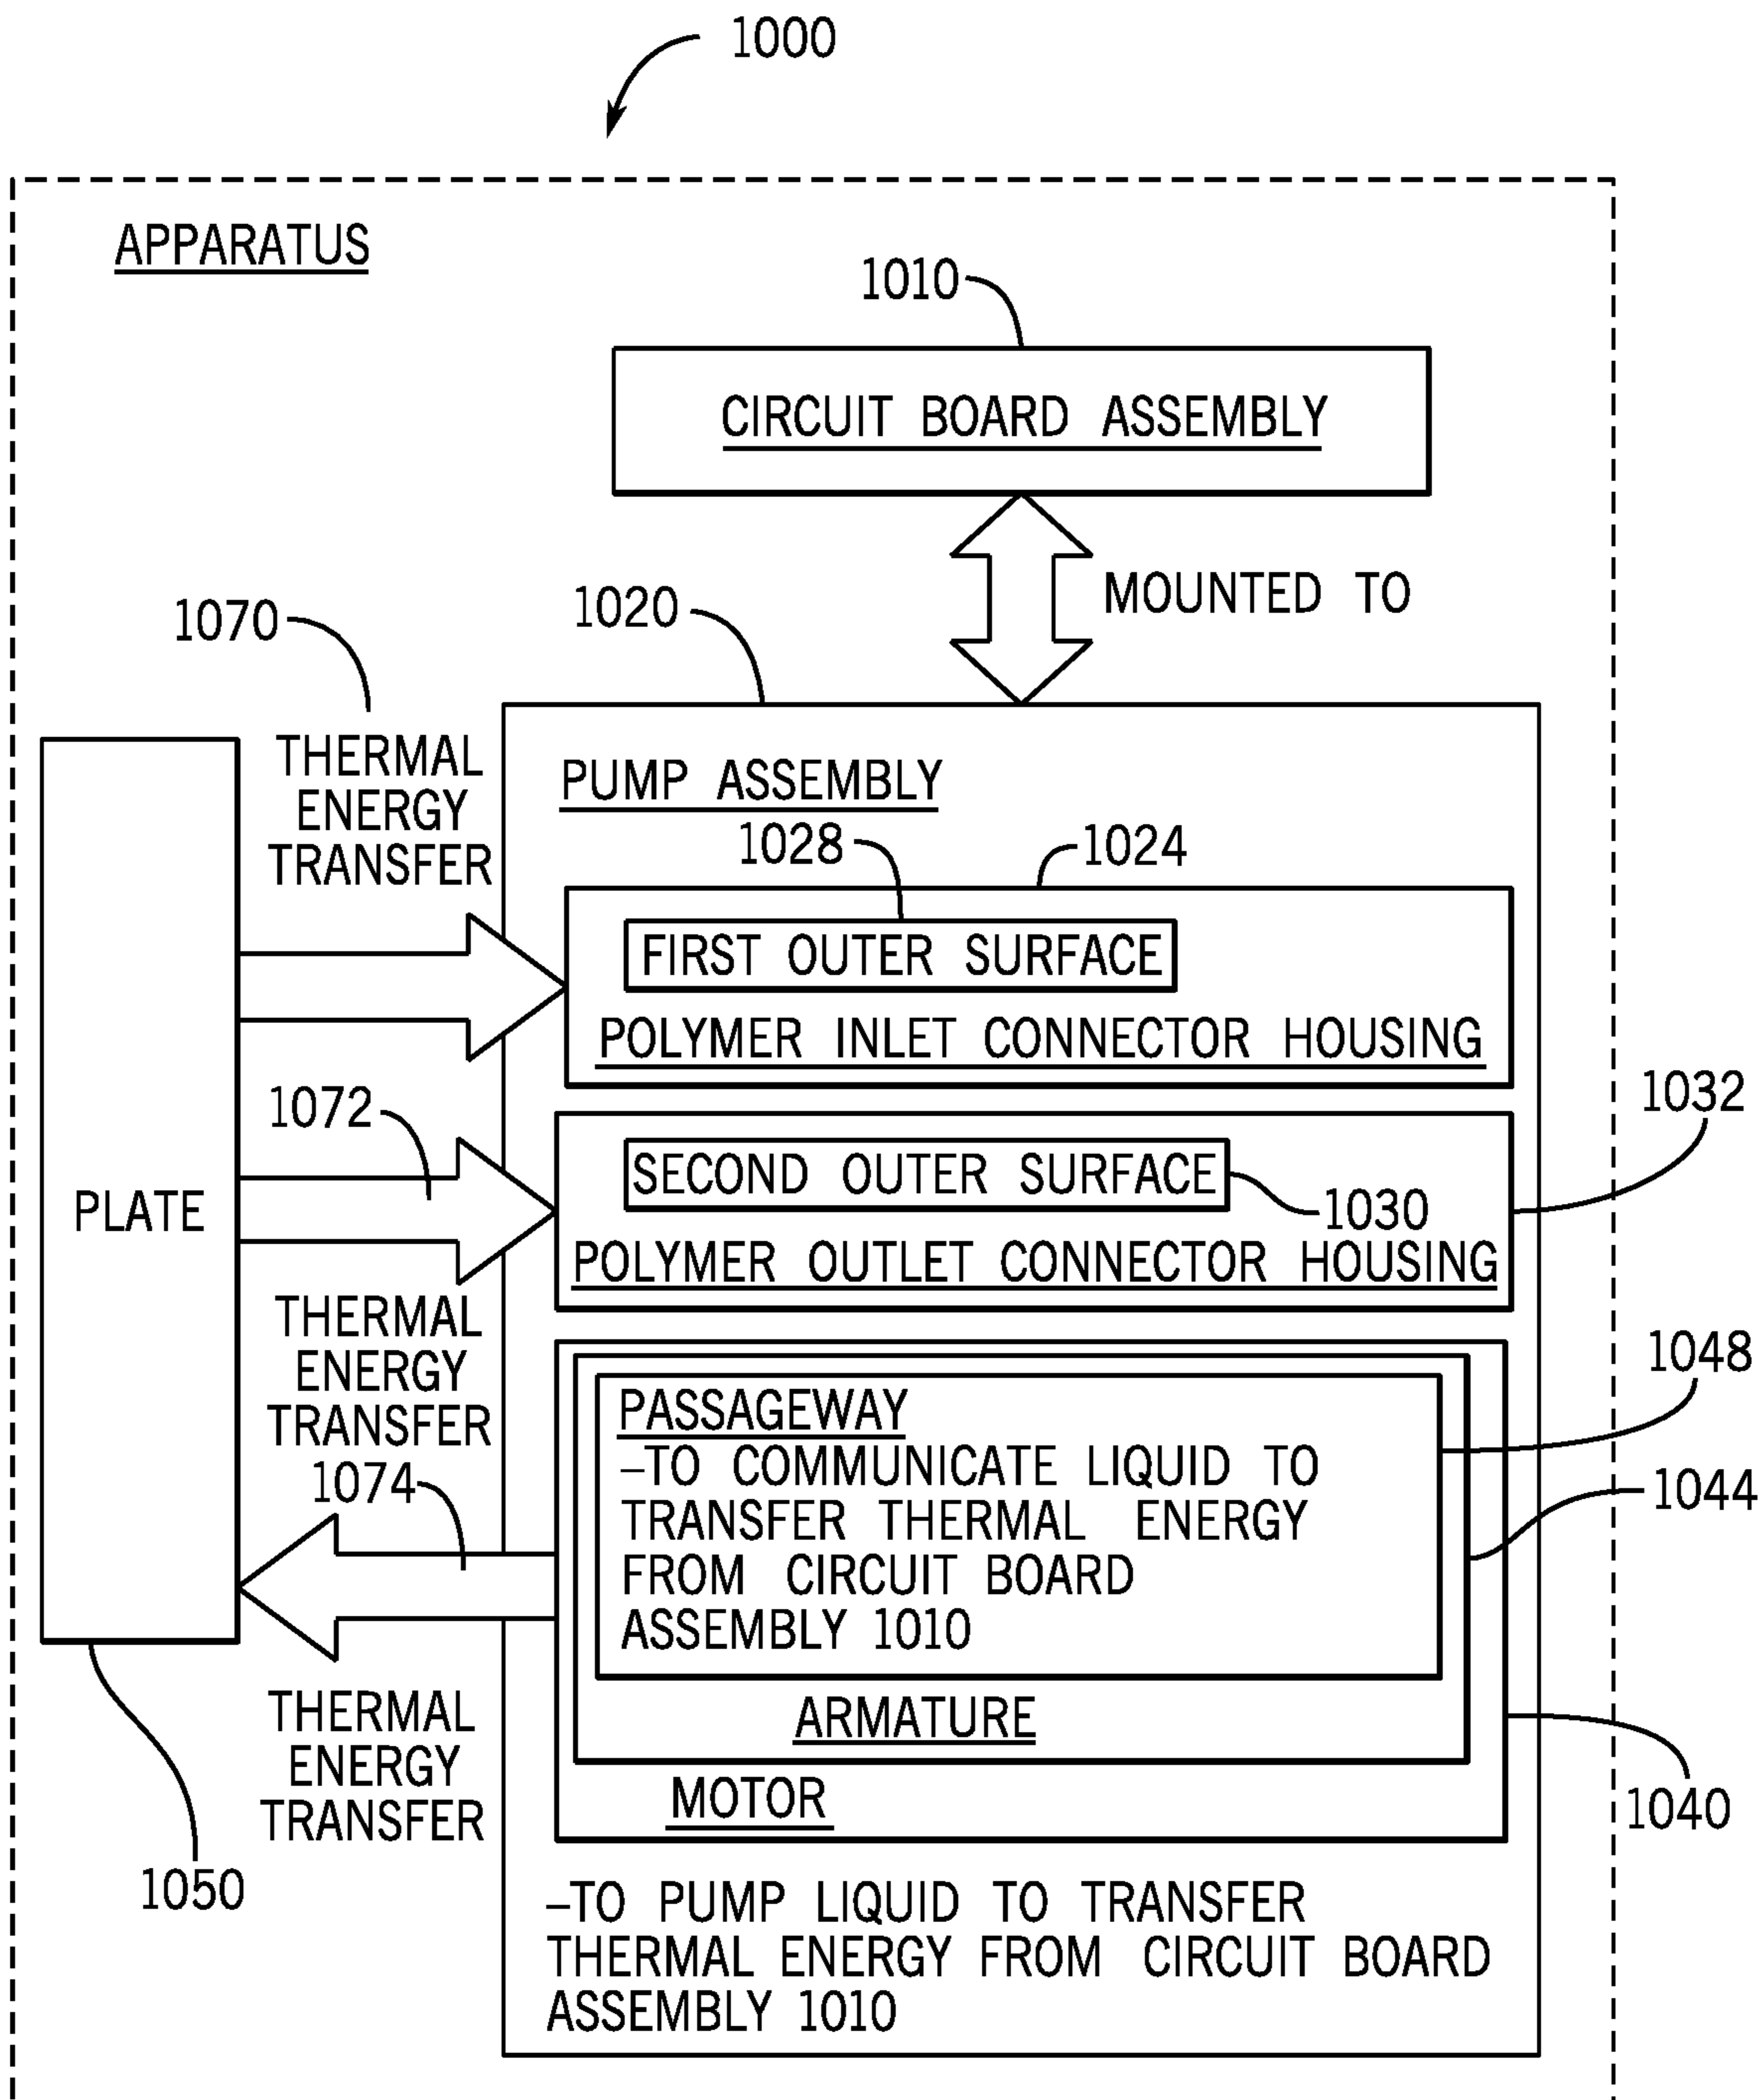 1000
APPARATUS
1010
CIRCUIT BOARD ASSEMBLY
MOUNTED TO
1020
1070
THERMAL
ENERGY
TRANSFER
PUMP ASSEMBLY
1028
1024
FIRST OUTER SURFACE
POLYMER INLET CONNECTOR HOUSING
1072
1032
SECOND OUTER SURFACE
1030
POLYMER OUTLET CONNECTOR HOUSING
PLATE
THERMAL
ENERGY
TRANSFER
1074
1048
PASSAGEWAY
–TO COMMUNICATE LIQUID TO
TRANSFER THERMAL ENERGY
FROM CIRCUIT BOARD
ASSEMBLY 1010
1044
ARMATURE
MOTOR
1040
THERMAL
ENERGY
TRANSFER
1050
–TO PUMP LIQUID TO TRANSFER
THERMAL ENERGY FROM CIRCUIT BOARD
ASSEMBLY 1010